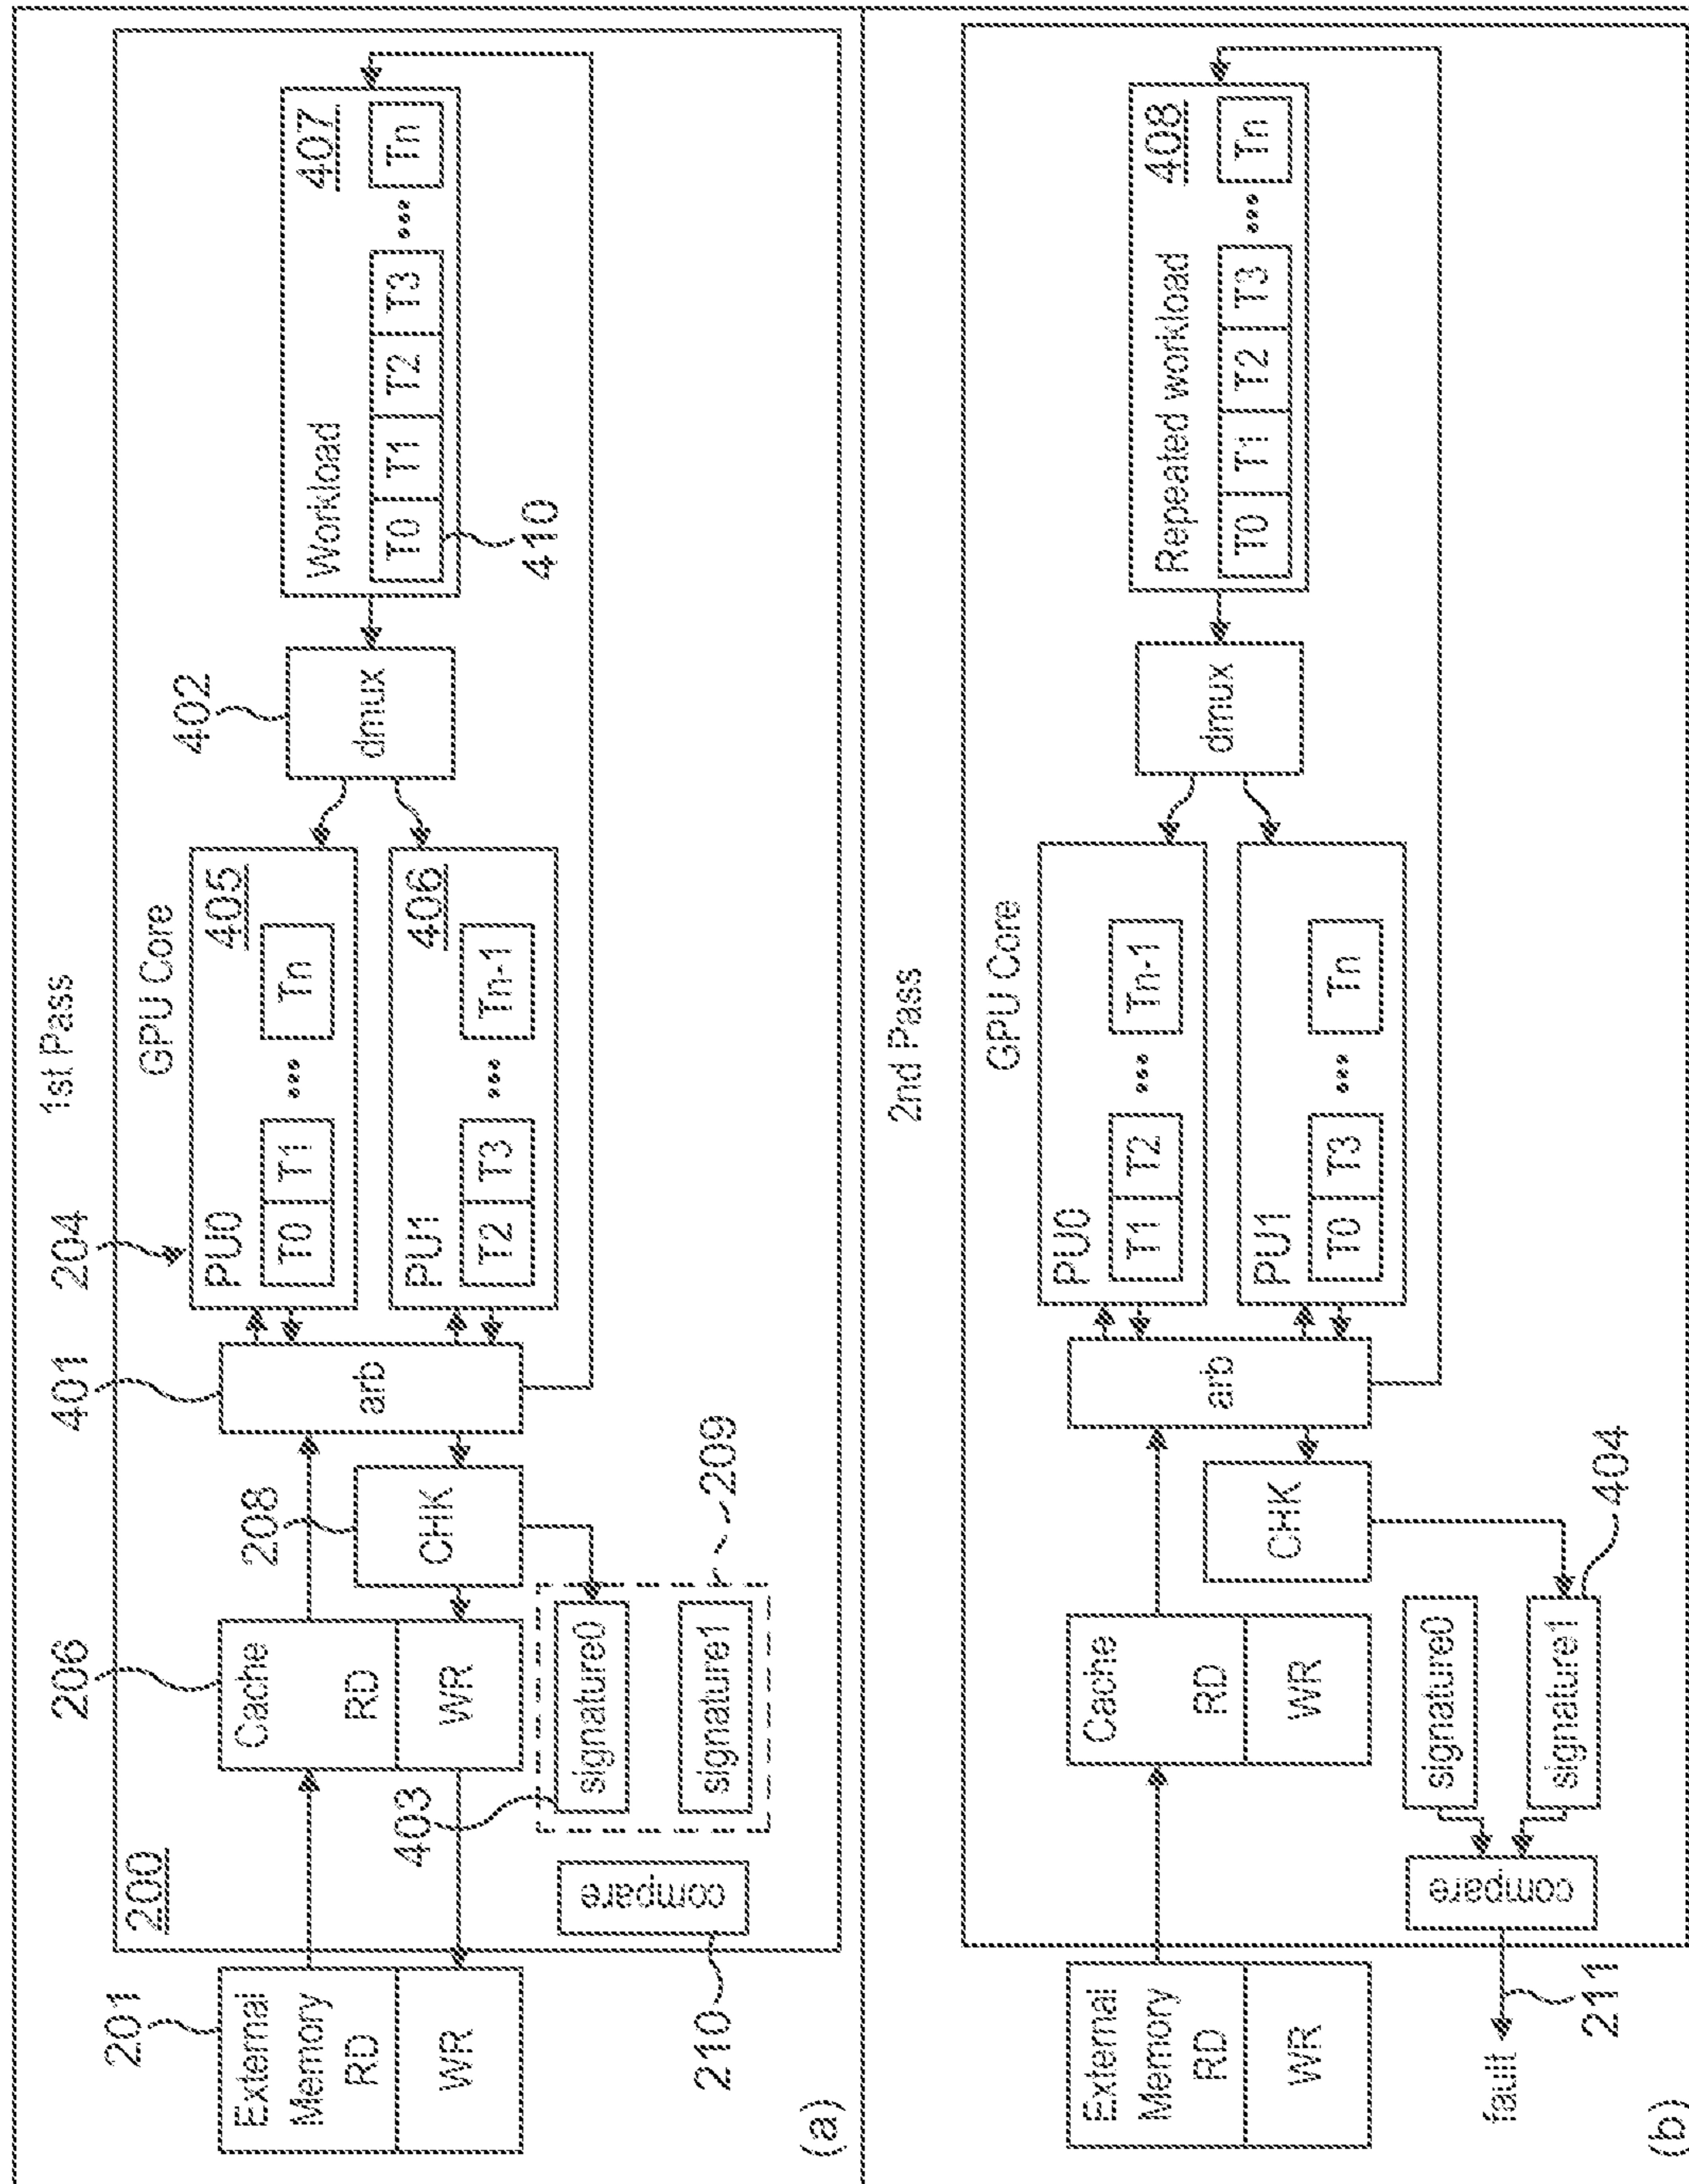 1st Pass
204
401
206
201
200
GPU Core
External
Memory
RD
WR
Cache
RD
WR
208
CHK
arb
PU0
405
T0 T1 ... Tn
PU1
406
T2 T3 ... Tn-1
402
dmux
Workload
407
T0 T1 T2 T3 ... Tn
410
403
signature0
signature1
209
compare
210
(a)
2nd Pass
GPU Core
External
Memory
RD
WR
Cache
RD
WR
CHK
arb
PU0
T1 T2 ... Tn-1
PU1
T0 T3 ... Tn
dmux
Repeated workload
408
T0 T1 T2 T3 ... Tn
signature0
signature1
404
compare
fault
211
(b)